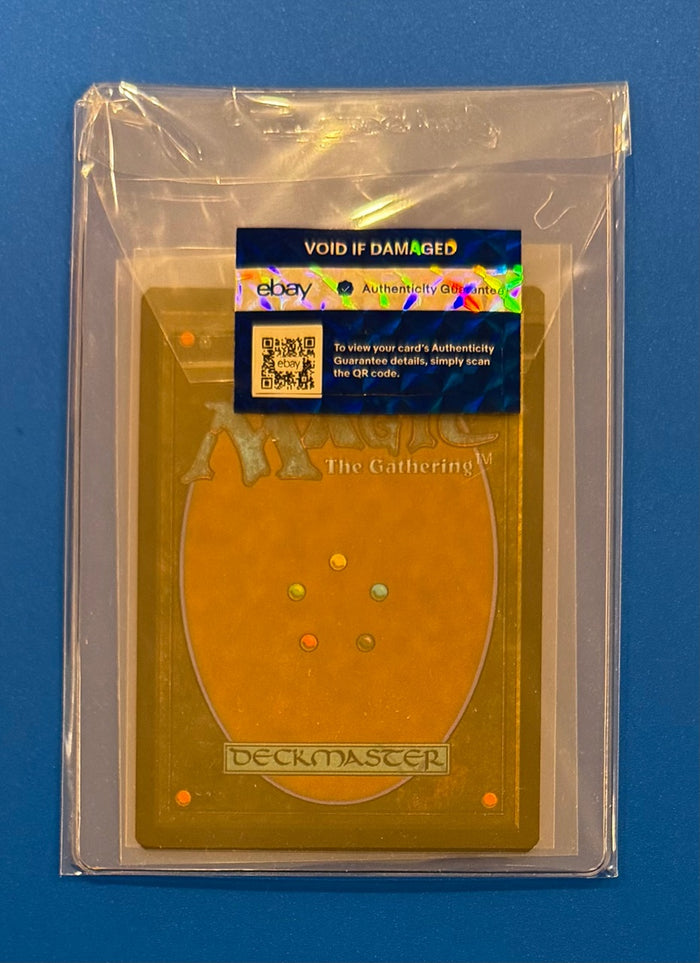 VOID IF DAMAGED
ebay Authenticity Guarantee
ebay
To view your card's Authenticity
Guarantee details, simply scan
the QR code.
MAGIC
The Gathering™
DECKMASTER